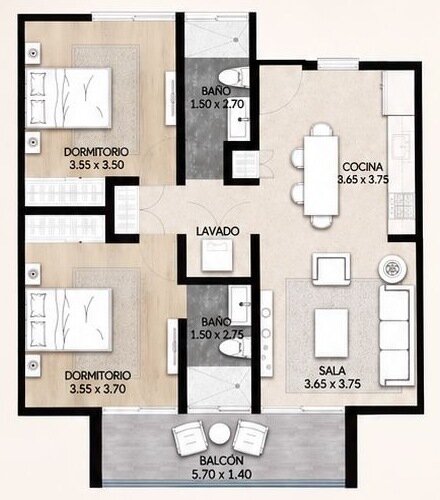 BAÑO
1.50 x 2.70
DORMITORIO
3.55 x 3.50
COCINA
3.65 x 3.75
LAVADO
BAÑO
1.50 x 2.75
DORMITORIO
3.55 x 3.70
SALA
3.65 x 3.75
BALCÓN
5.70 x 1.40